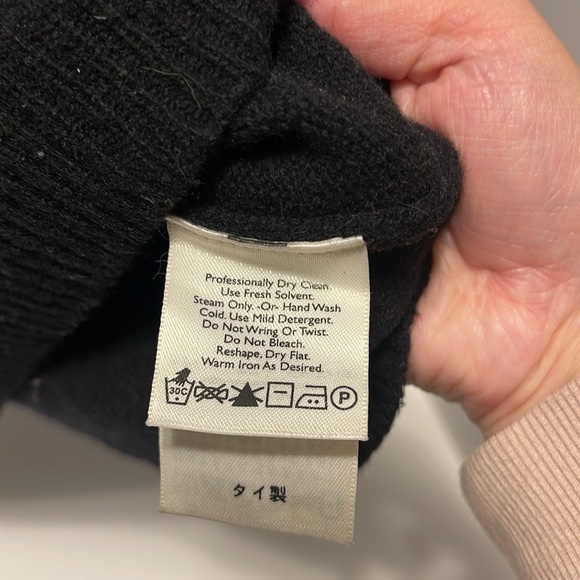 Professionally Dry Clean.
Use Fresh Solvent.
Steam Only. -Or- Hand Wash
Cold. Use Mild Detergent.
Do Not Wring Or Twist.
Do Not Bleach.
Reshape, Dry Flat.
Warm Iron As Desired.
30C P
タイ製